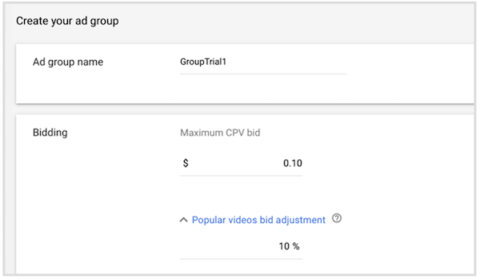 Create your ad group
Ad group name
GroupTrial1
Bidding
Maximum CPV bid
$ 0.10
Popular videos bid adjustment
10 %